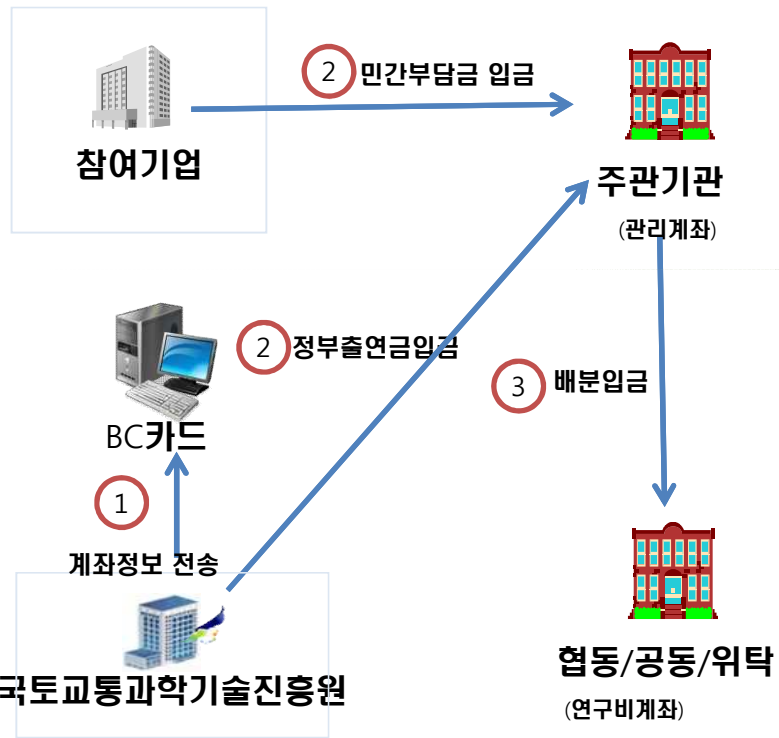 2 민간부담금 입금
참여기업
주관기관
(관리계좌)
2 정부출연금입금
3 배분입금
BC카드
1
계좌정보 전송
국토교통과학기술진흥원
협동/공동/위탁
(연구비계좌)